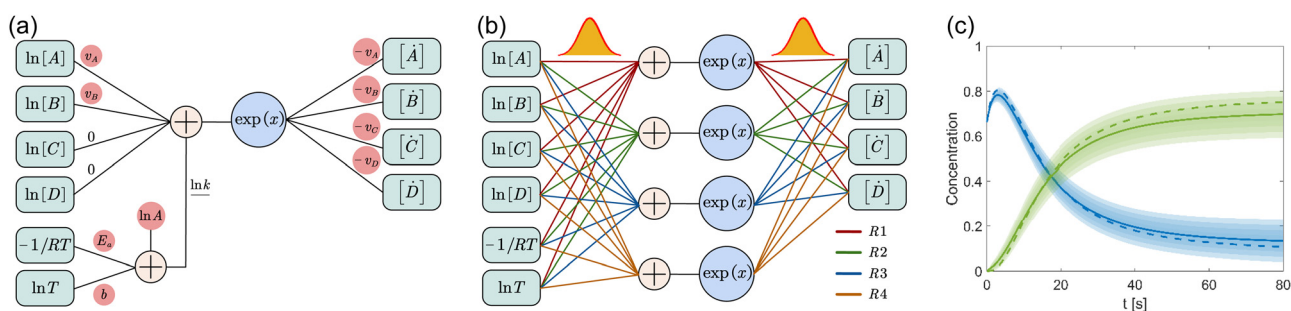 (a)
ln[A]
ln[B]
ln[C]
ln[D]
−1/RT
lnT
v_A
v_B
0
0
E_a
b
ln A
ln k
+
+
exp(x)
− v_A
− v_B
− v_C
− v_D
[Ȧ]
[Ḃ]
[Ċ]
[Ḋ]
(b)
ln[A]
ln[B]
ln[C]
ln[D]
−1/RT
lnT
+
+
+
+
exp(x)
exp(x)
exp(x)
exp(x)
[Ȧ]
[Ḃ]
[Ċ]
[Ḋ]
R1
R2
R3
R4
(c)
Concentration
1
0.8
0.6
0.4
0.2
0
0
20
40
60
80
t [s]